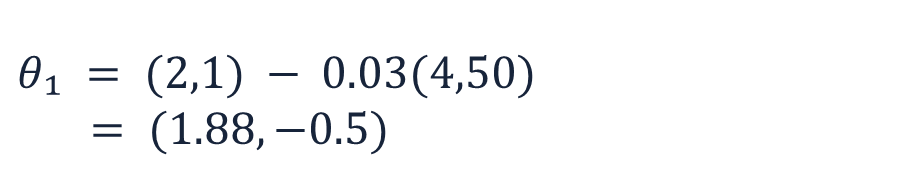 θ₁ = (2,1) − 0.03(4,50)
= (1.88, −0.5)